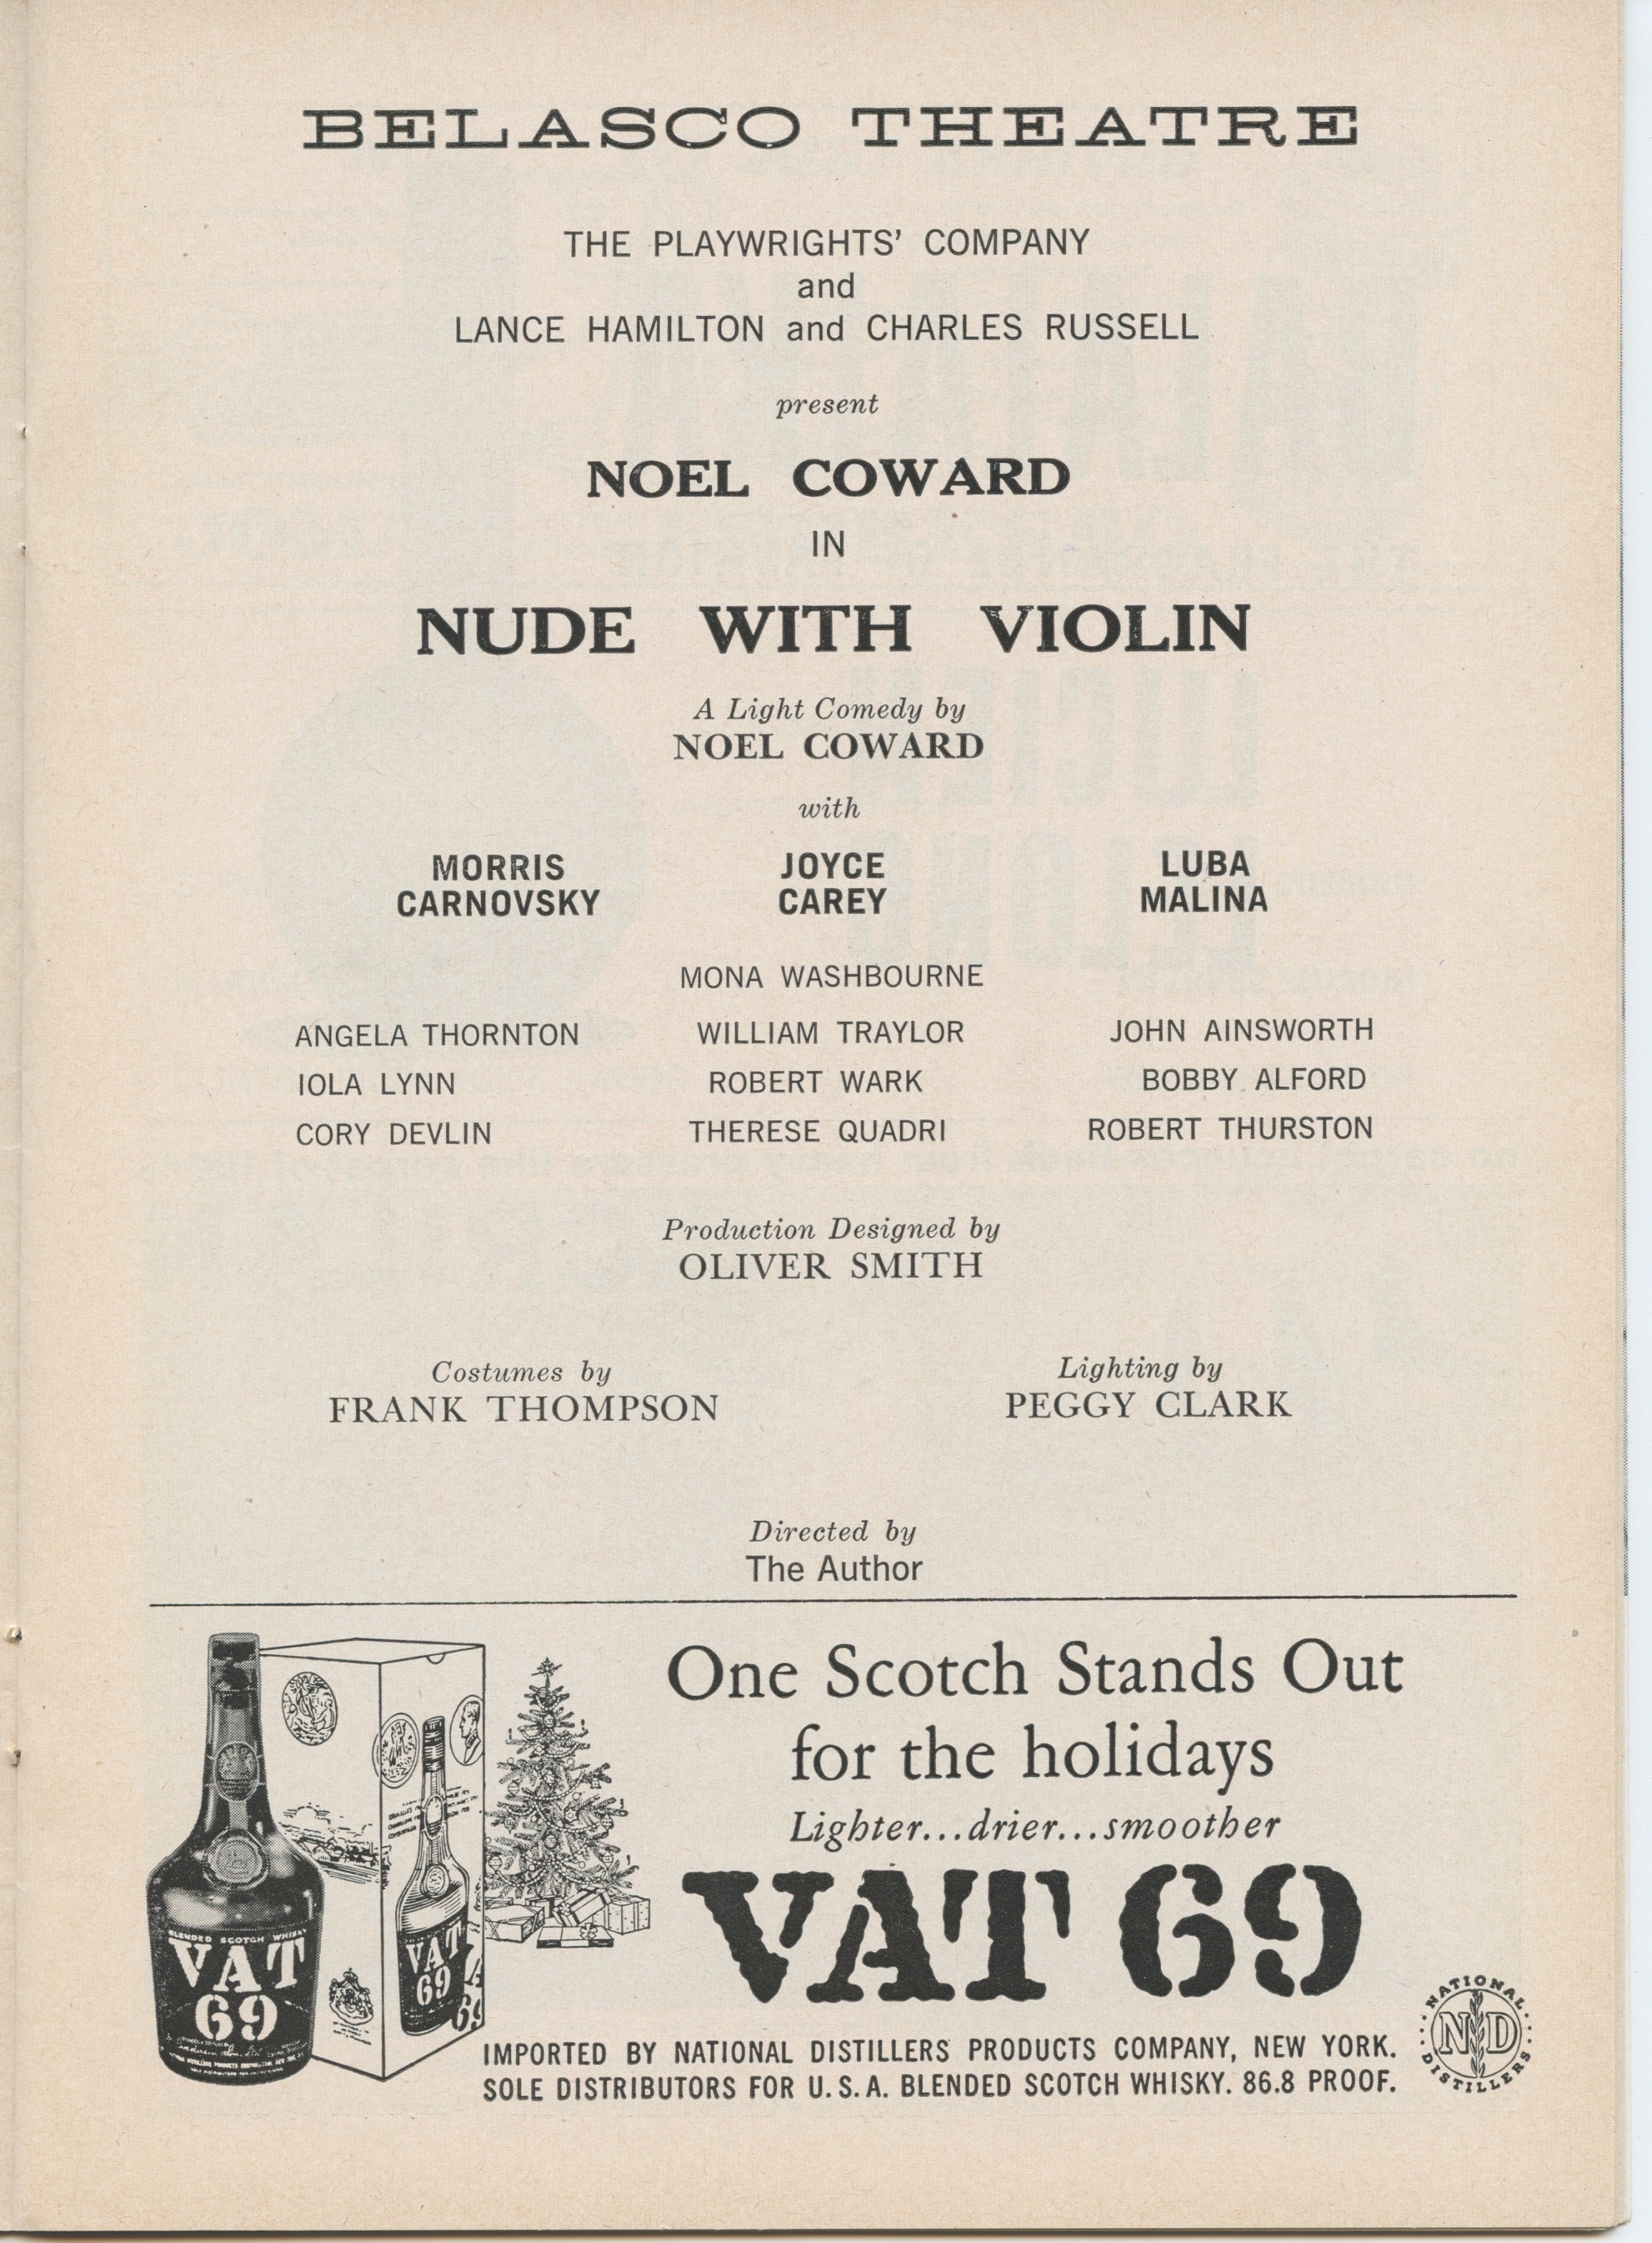 BELASCO THEATRE
THE PLAYWRIGHTS' COMPANY
and
LANCE HAMILTON and CHARLES RUSSELL
present
NOEL COWARD
IN
NUDE WITH VIOLIN
A Light Comedy by
NOEL COWARD
with
MORRIS
CARNOVSKY
JOYCE
CAREY
LUBA
MALINA
MONA WASHBOURNE
ANGELA THORNTON WILLIAM TRAYLOR JOHN AINSWORTH
IOLA LYNN ROBERT WARK BOBBY ALFORD
CORY DEVLIN THERESE QUADRI ROBERT THURSTON
Production Designed by
OLIVER SMITH
Costumes by
FRANK THOMPSON
Lighting by
PEGGY CLARK
Directed by
The Author
One Scotch Stands Out
for the holidays
Lighter...drier...smoother
VAT 69
IMPORTED BY NATIONAL DISTILLERS PRODUCTS COMPANY, NEW YORK.
SOLE DISTRIBUTORS FOR U.S.A. BLENDED SCOTCH WHISKY. 86.8 PROOF.
NATIONAL
ND
DISTILLERS
BLENDED SCOTCH WHISKY
VAT
69
VAT
69